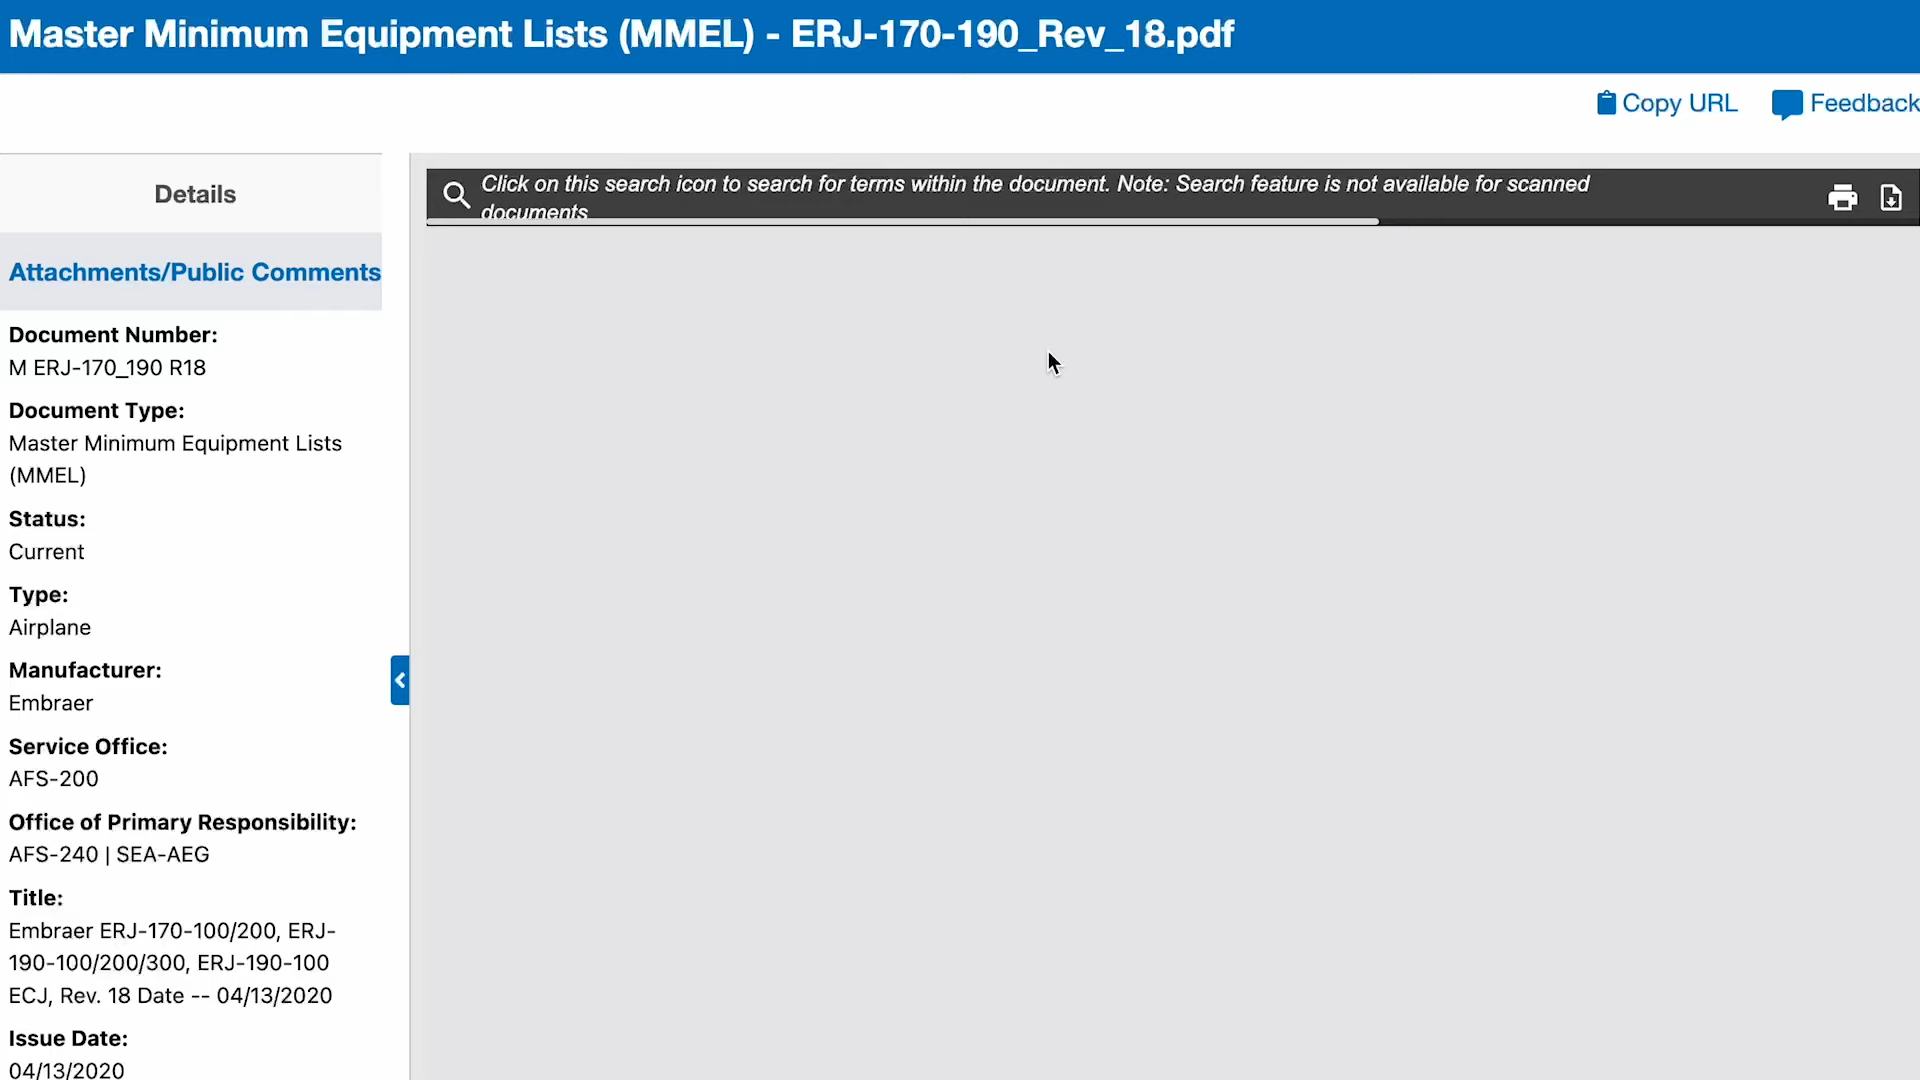 Master Minimum Equipment Lists (MMEL) - ERJ-170-190_Rev_18.pdf
Copy URL
Feedback
Details
Attachments/Public Comments
Document Number:
M ERJ-170_190 R18
Document Type:
Master Minimum Equipment Lists
(MMEL)
Status:
Current
Type:
Airplane
Manufacturer:
Embraer
Service Office:
AFS-200
Office of Primary Responsibility:
AFS-240 | SEA-AEG
Title:
Embraer ERJ-170-100/200, ERJ-
190-100/200/300, ERJ-190-100
ECJ, Rev. 18 Date -- 04/13/2020
Issue Date:
04/13/2020
Click on this search icon to search for terms within the document. Note: Search feature is not available for scanned
documents